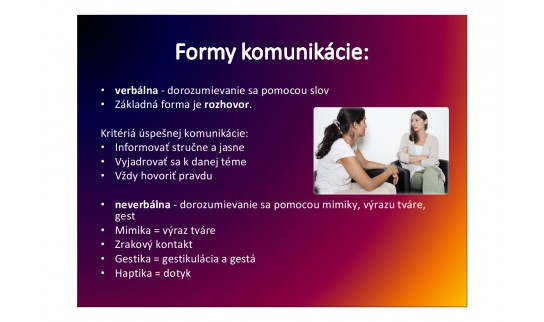 Formy komunikácie:
• verbálna - dorozumievanie sa pomocou slov
• Základná forma je rozhovor.
Kritériá úspešnej komunikácie:
• Informovať stručne a jasne
• Vyjadrovať sa k danej téme
• Vždy hovoriť pravdu
• neverbálna - dorozumievanie sa pomocou mimiky, výrazu tváre,
gest
• Mimika = výraz tváre
• Zrakový kontakt
• Gestika = gestikulácia a gestá
• Haptika = dotyk